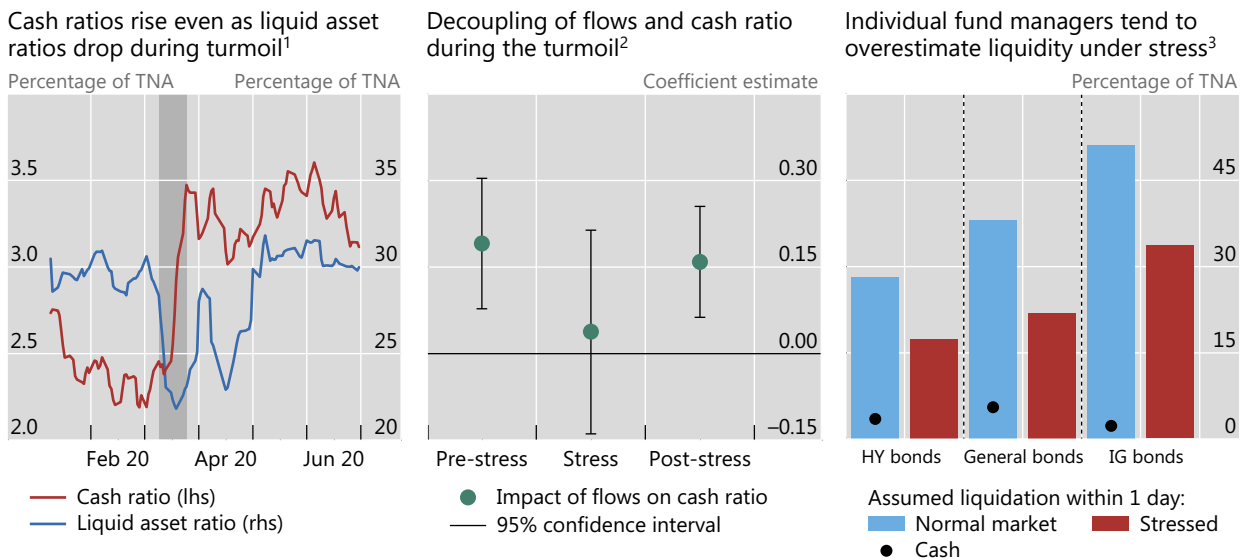 Cash ratios rise even as liquid asset
ratios drop during turmoil1
Percentage of TNA Percentage of TNA
3.5 35
3.0 30
2.5 25
2.0 20
Feb 20 Apr 20 Jun 20
Cash ratio (lhs)
Liquid asset ratio (rhs)
Decoupling of flows and cash ratio
during the turmoil2
Coefficient estimate
0.30
0.15
0.00
–0.15
Pre-stress Stress Post-stress
Impact of flows on cash ratio
95% confidence interval
Individual fund managers tend to
overestimate liquidity under stress3
Percentage of TNA
45
30
15
0
HY bonds General bonds IG bonds
Assumed liquidation within 1 day:
Normal market Stressed
Cash